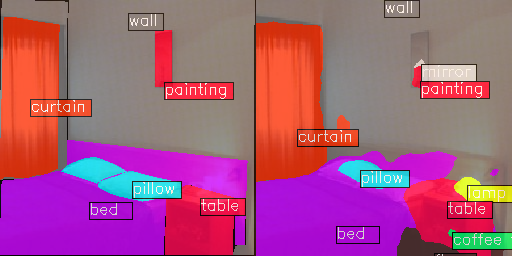 wall
painting
curtain
pillow
bed
table
wall
mirror
painting
curtain
pillow
lamp
table
bed
coffee